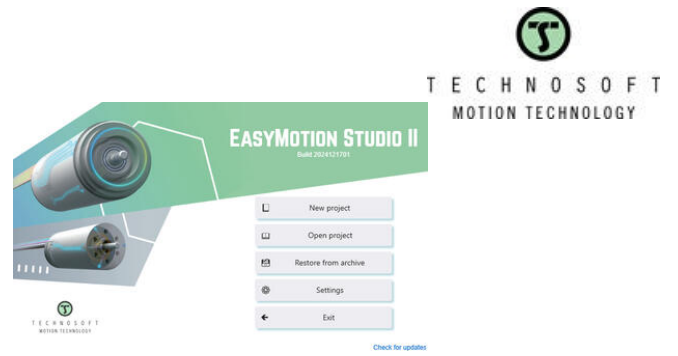 TECHNOSOFT
MOTION TECHNOLOGY
EASYMOTION STUDIO II
Build 2024121701
New project
Open project
Restore from archive
Settings
Exit
TECHNOSOFT
MOTION TECHNOLOGY
Check for updates